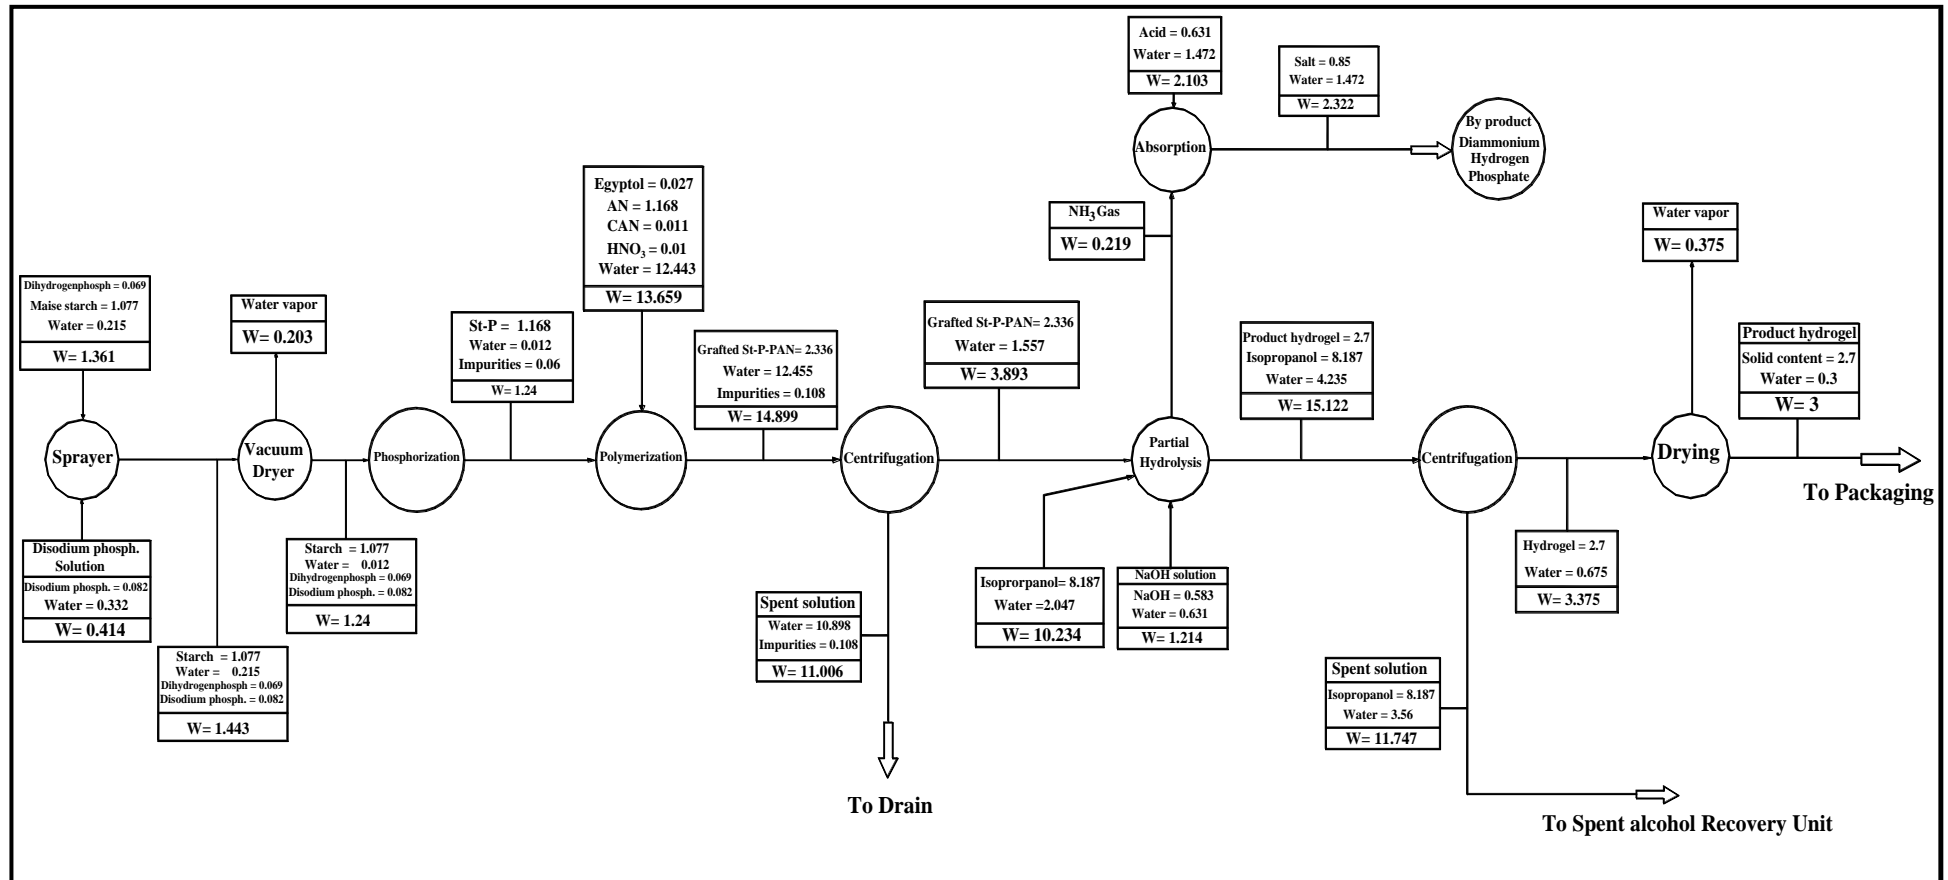 Acid = 0.631
Water = 1.472
W= 2.103
Salt = 0.85
Water = 1.472
W= 2.322
Absorption
By product
Diammonium
Hydrogen
Phosphate
NH3 Gas
W= 0.219
Egyptol = 0.027
AN = 1.168
CAN = 0.011
HNO3 = 0.01
Water = 12.443
W= 13.659
Water vapor
W= 0.375
Dihydrogenphosph = 0.069
Maise starch = 1.077
Water = 0.215
W= 1.361
Water vapor
W= 0.203
St-P = 1.168
Water = 0.012
Impurities = 0.06
W= 1.24
Grafted St-P-PAN= 2.336
Water = 12.455
Impurities = 0.108
W= 14.899
Grafted St-P-PAN= 2.336
Water = 1.557
W= 3.893
Product hydrogel = 2.7
Isopropanol = 8.187
Water = 4.235
W= 15.122
Product hydrogel
Solid content = 2.7
Water = 0.3
W= 3
Sprayer
Vacuum
Dryer
Phosphorization
Polymerization
Centrifugation
Partial
Hydrolysis
Centrifugation
Drying
To Packaging
Disodium phosph.
Solution
Disodium phosph. = 0.082
Water = 0.332
W= 0.414
Starch = 1.077
Water = 0.215
Dihydrogenphosph = 0.069
Disodium phosph. = 0.082
W= 1.443
Starch = 1.077
Water = 0.012
Dihydrogenphosph = 0.069
Disodium phosph. = 0.082
W= 1.24
Spent solution
Water = 10.898
Impurities = 0.108
W= 11.006
To Drain
Isoprorpanol= 8.187
Water =2.047
W= 10.234
NaOH solution
NaOH = 0.583
Water = 0.631
W= 1.214
Hydrogel = 2.7
Water = 0.675
W= 3.375
Spent solution
Isopropanol = 8.187
Water = 3.56
W= 11.747
To Spent alcohol Recovery Unit